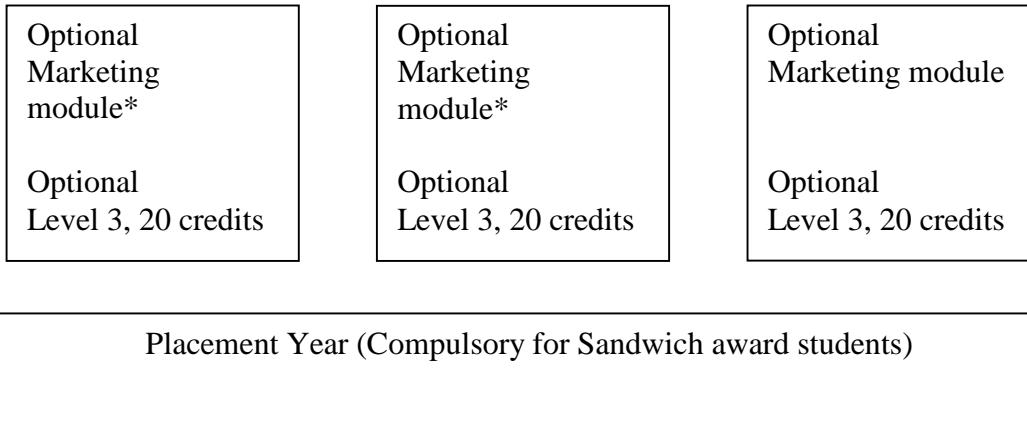 Optional
Marketing
module*
Optional
Level 3, 20 credits
Optional
Marketing
module*
Optional
Level 3, 20 credits
Optional
Marketing module
Optional
Level 3, 20 credits
Placement Year (Compulsory for Sandwich award students)